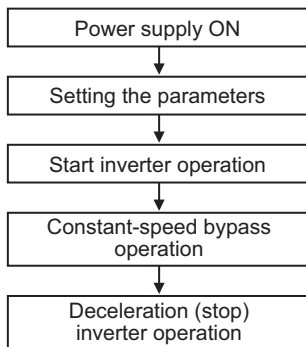 Power supply ON
Setting the parameters
Start inverter operation
Constant-speed bypass
operation
Deceleration (stop)
inverter operation